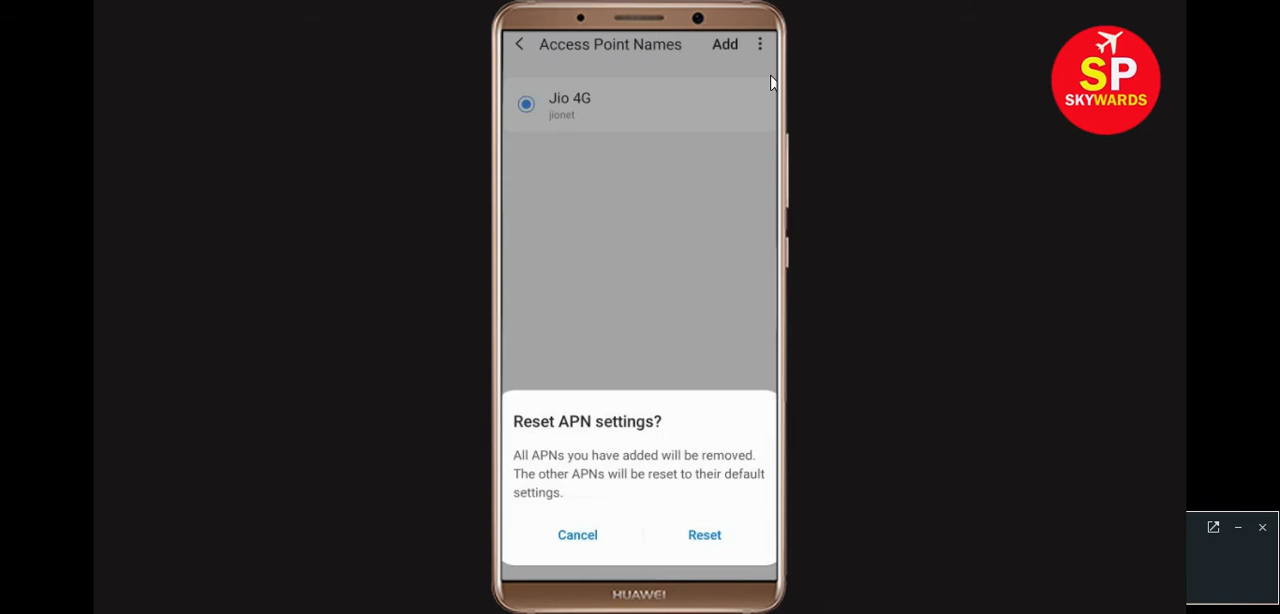 Access Point Names Add
Jio 4G
jionet
Reset APN settings?
All APNs you have added will be removed.
The other APNs will be reset to their default
settings.
Cancel Reset
HUAWEI
SP
SKYWARDS